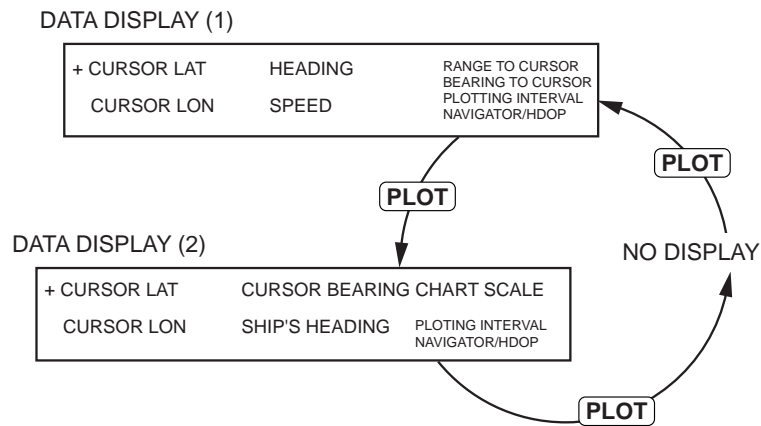 DATA DISPLAY (1)
+ CURSOR LAT HEADING RANGE TO CURSOR
BEARING TO CURSOR
CURSOR LON SPEED PLOTTING INTERVAL
NAVIGATOR/HDOP
PLOT
PLOT
DATA DISPLAY (2)
NO DISPLAY
+ CURSOR LAT CURSOR BEARING CHART SCALE
CURSOR LON SHIP'S HEADING PLOTING INTERVAL
NAVIGATOR/HDOP
PLOT